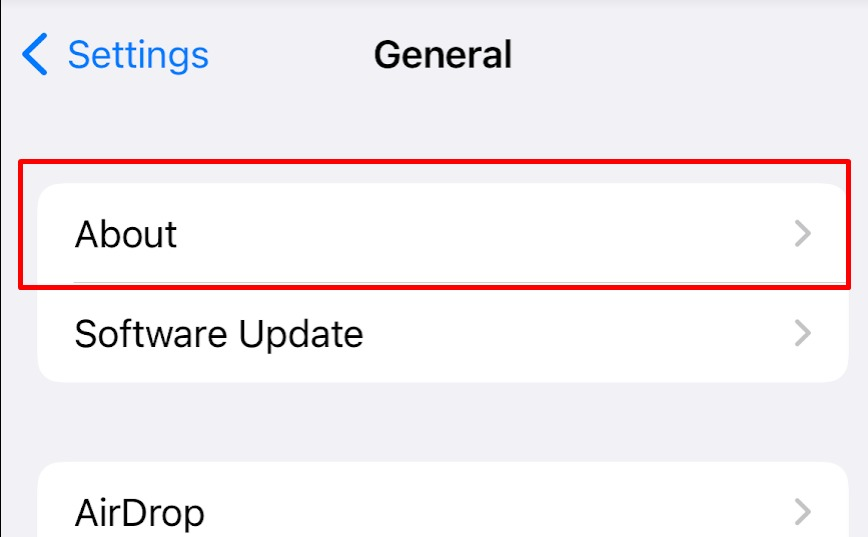 Settings
General
About
Software Update
AirDrop